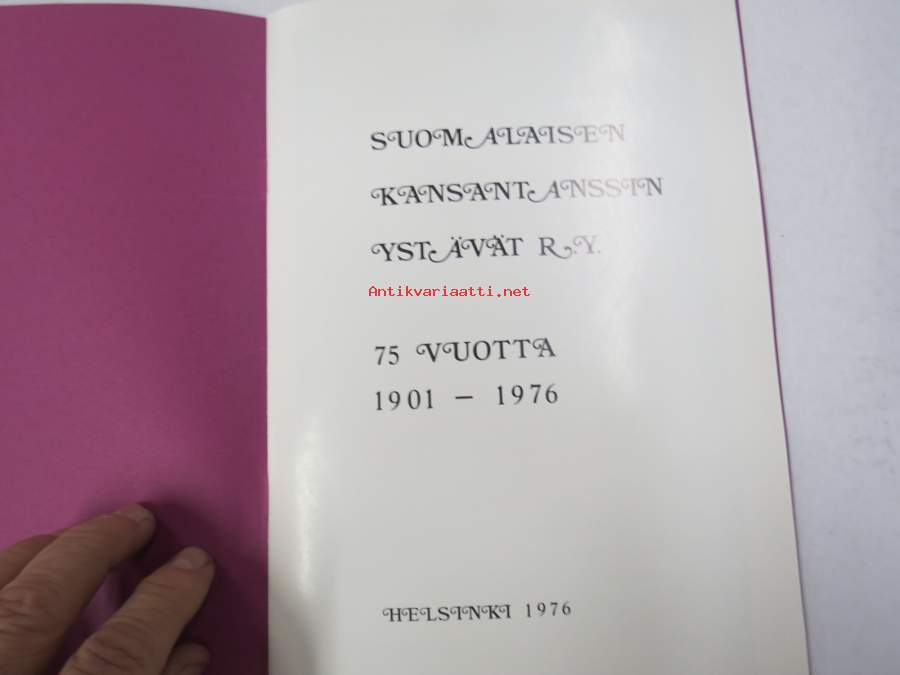 SUOMALAISEN
KANSANTANSSIN
YSTÄVÄT R.Y.
Antikvariaatti.net
75 VUOTTA
1901 – 1976
HELSINKI 1976